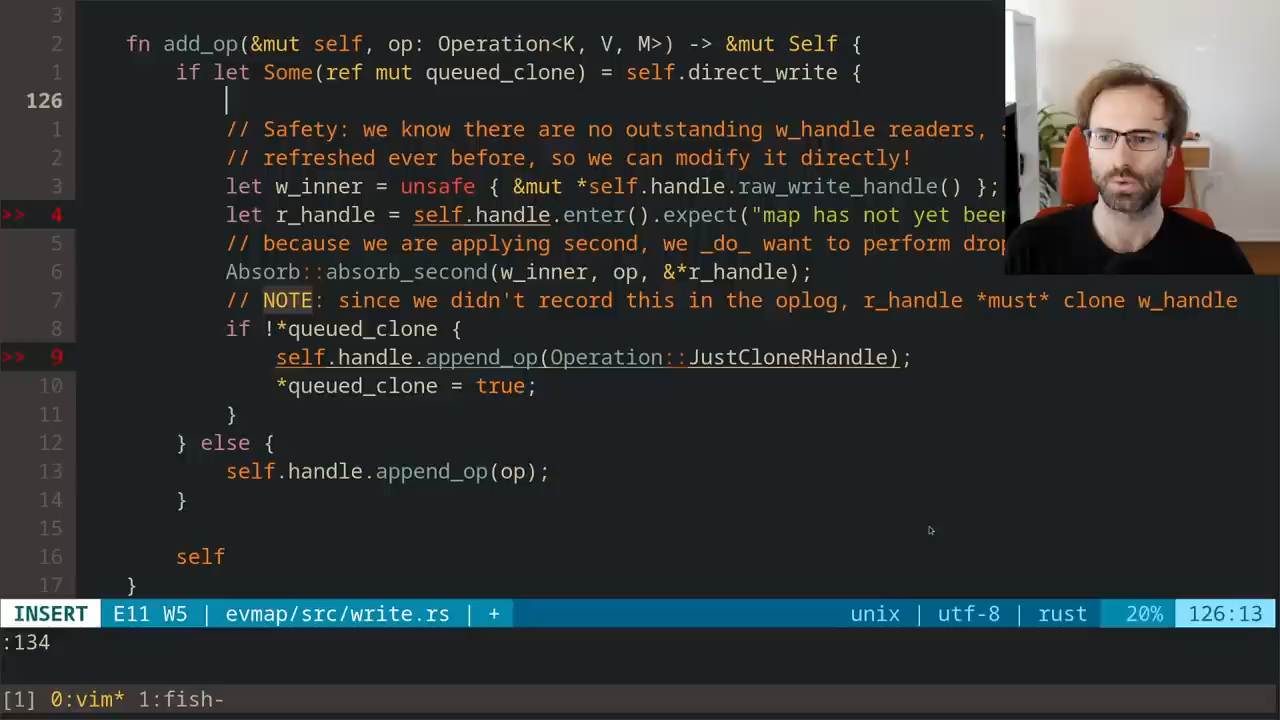 3
2 fn add_op(&mut self, op: Operation<K, V, M>) -> &mut Self {
1 if let Some(ref mut queued_clone) = self.direct_write {
126
1 // Safety: we know there are no outstanding w_handle readers,
2 // refreshed ever before, so we can modify it directly!
3 let w_inner = unsafe { &mut *self.handle.raw_write_handle() };
>> 4 let r_handle = self.handle.enter().expect("map has not yet been
5 // because we are applying second, we _do_ want to perform drop
6 Absorb::absorb_second(w_inner, op, &*r_handle);
7 // NOTE: since we didn't record this in the oplog, r_handle *must* clone w_handle
8 if !*queued_clone {
>> 9 self.handle.append_op(Operation::JustCloneRHandle);
10 *queued_clone = true;
11 }
12 } else {
13 self.handle.append_op(op);
14 }
15
16 self
17 }
INSERT E11 W5 | evmap/src/write.rs | + unix | utf-8 | rust 20% 126:13
:134
[1] 0:vim* 1:fish-